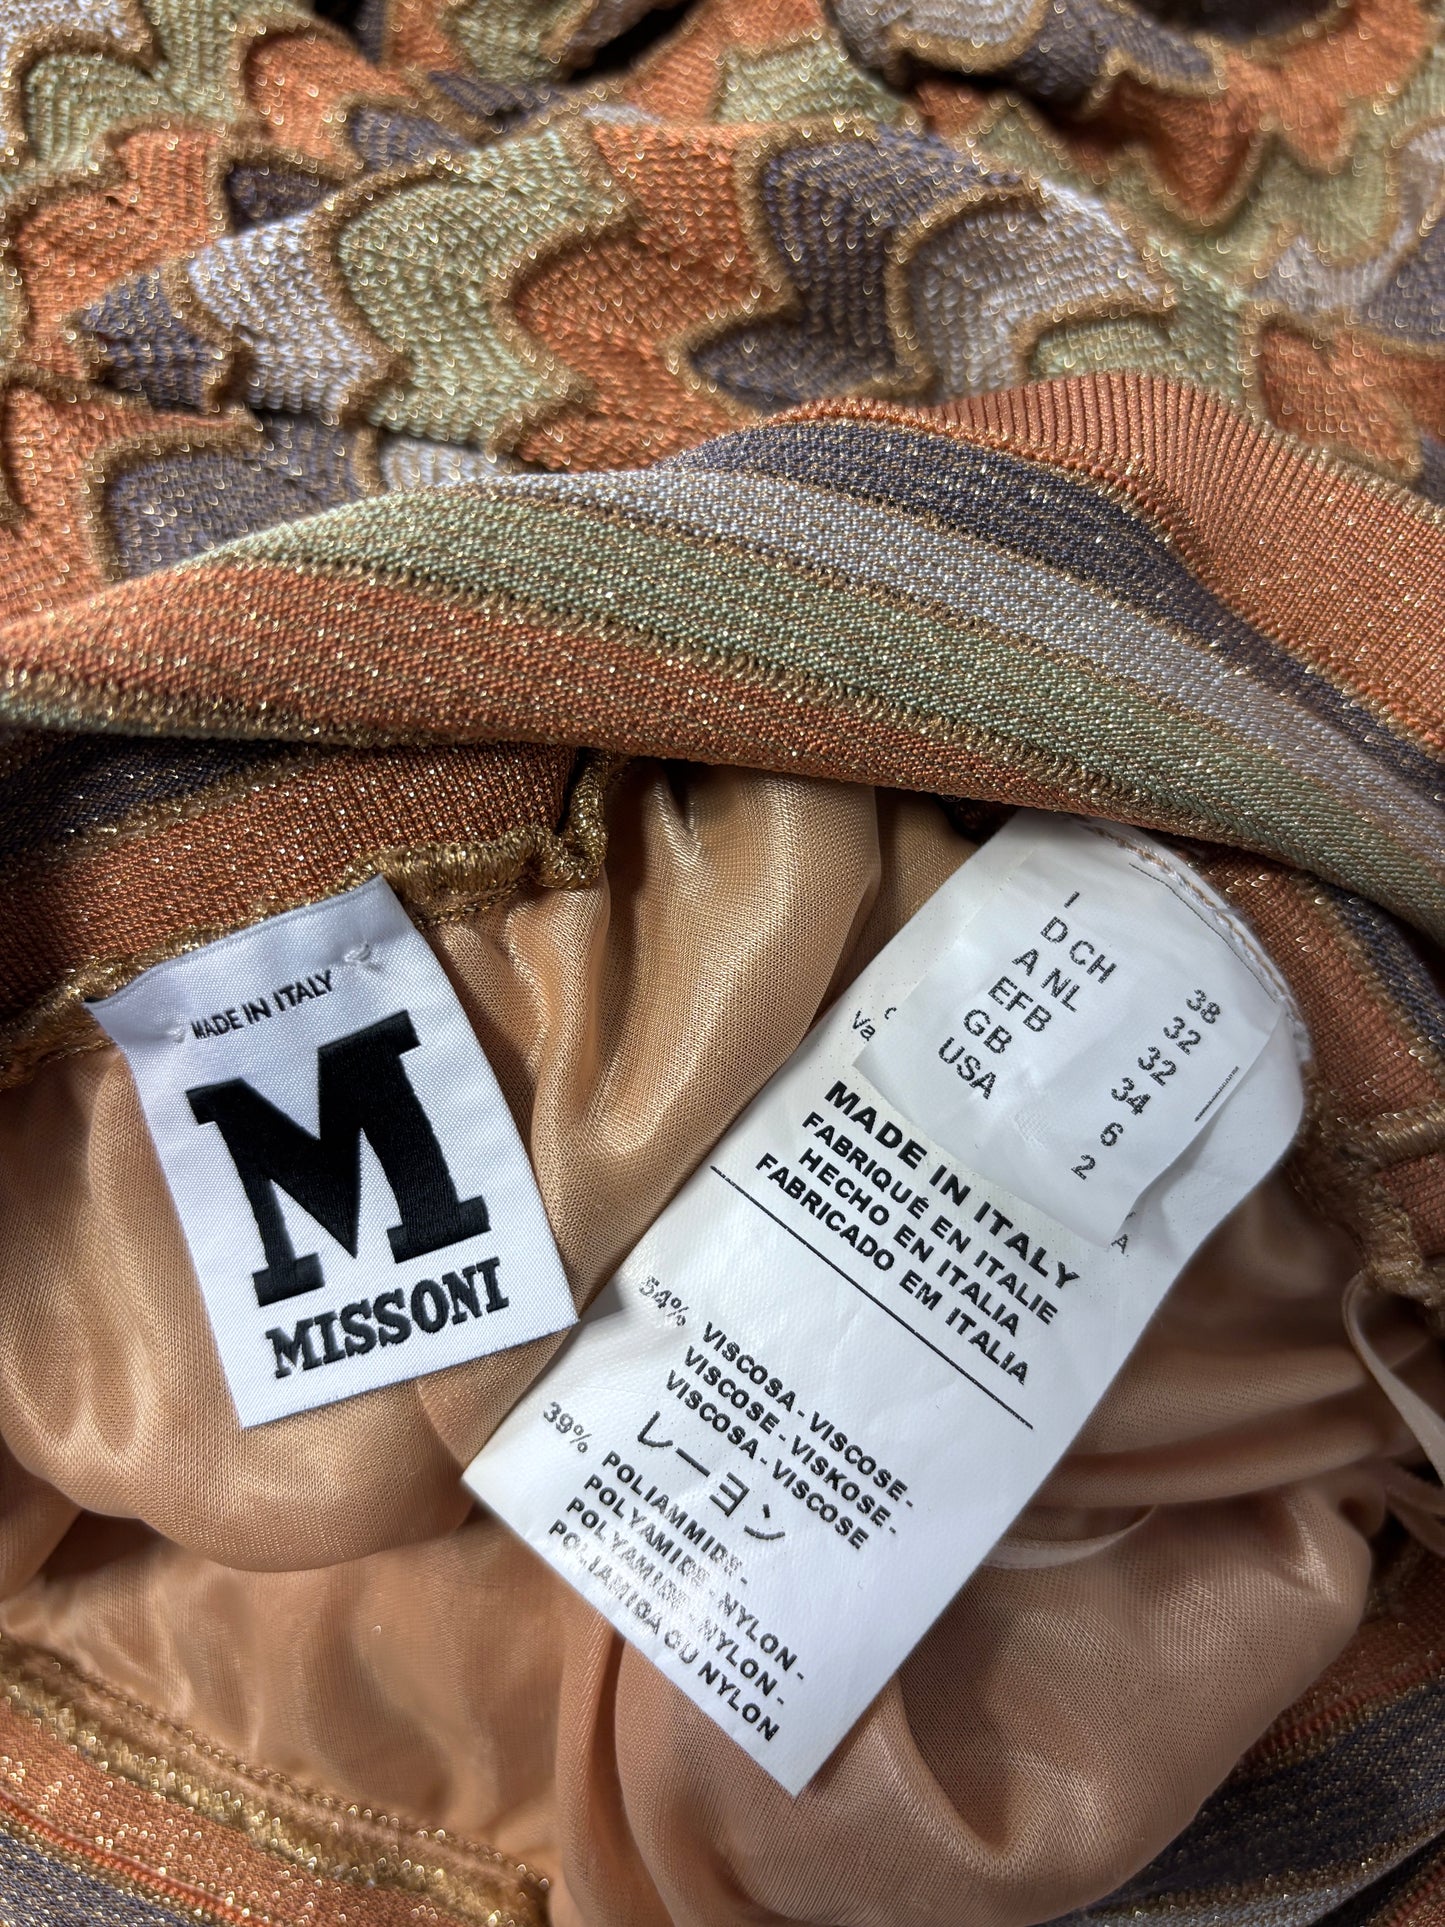 MADE IN ITALY
M
MISSONI
I 38
D CH 32
A NL 32
EFB 34
GB 6
USA 2
Va
A.
MADE IN ITALY
FABRIQUÉ EN ITALIE
HECHO EN ITALIA
FABRICADO EM ITALIA
54% VISCOSA - VISCOSE -
VISCOSE - VISKOSE -
VISCOSA - VISCOSE
レーヨン
39% POLIAMMIDE -
POLYAMIDE - NYLON -
POLYAMIDE - NYLON -
POLIAMIDA OU NYLON